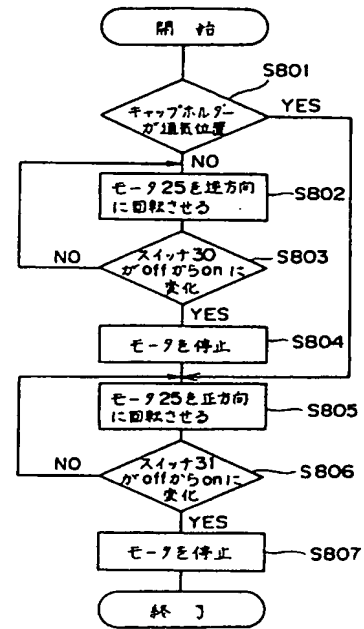 開始
S801
キャップホルダー
が通気位置
YES
NO
モータ25を逆方向
に回転させる
S802
スイッチ30
がoffからonに
変化
S803
NO
YES
モータを停止
S804
モータ25を正方向
に回転させる
S805
スイッチ31
がoffからonに
変化
S806
NO
YES
モータを停止
S807
終了